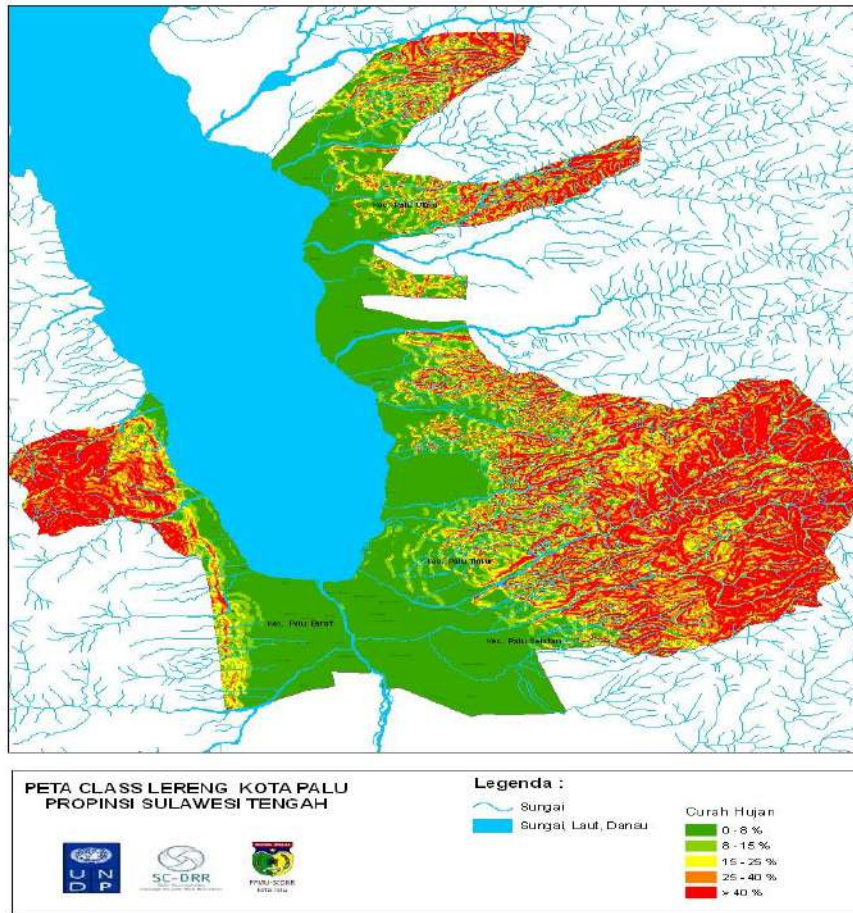 Kec. Palu Utara
Kec. Palu Timur
Kec. Palu Barat
Kec. Palu Selatan
PETA CLASS LERENG KOTA PALU
PROPINSI SULAWESI TENGAH
Legenda :
Sungai
Sungai, Laut, Danau
Curah Hujan
0 - 8 %
8 - 15 %
15 - 25 %
25 - 40 %
> 40 %
U N
D P
SC-DRR